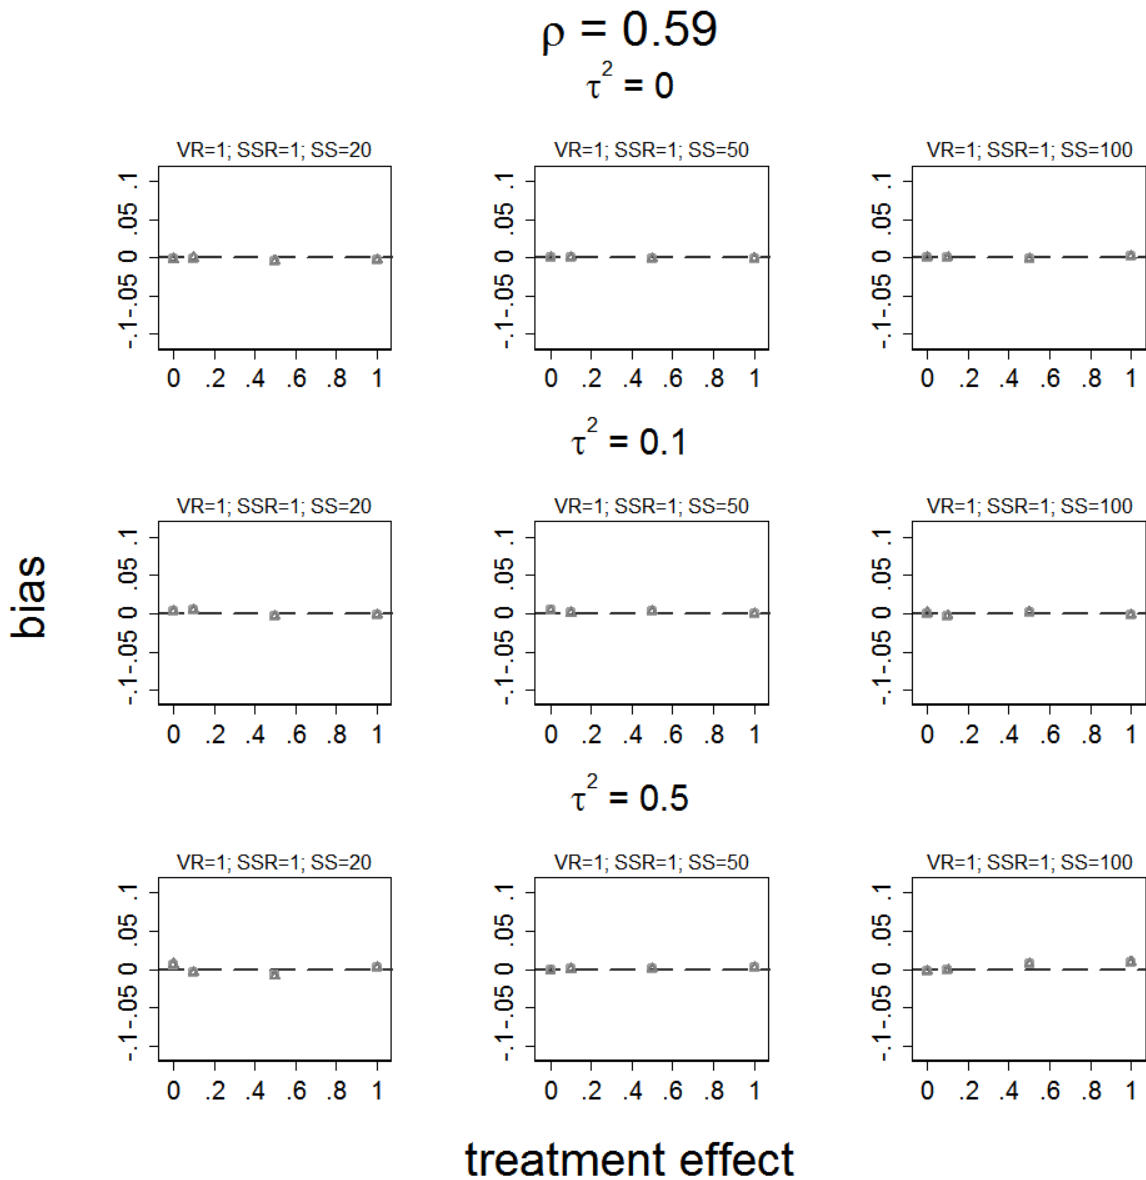 ρ = 0.59
τ² = 0
VR=1; SSR=1; SS=20
VR=1; SSR=1; SS=50
VR=1; SSR=1; SS=100
-.1 -.05 0 .05 .1
-.1 -.05 0 .05 .1
-.1 -.05 0 .05 .1
0 .2 .4 .6 .8 1
0 .2 .4 .6 .8 1
0 .2 .4 .6 .8 1
τ² = 0.1
VR=1; SSR=1; SS=20
VR=1; SSR=1; SS=50
VR=1; SSR=1; SS=100
bias
-.1 -.05 0 .05 .1
-.1 -.05 0 .05 .1
-.1 -.05 0 .05 .1
0 .2 .4 .6 .8 1
0 .2 .4 .6 .8 1
0 .2 .4 .6 .8 1
τ² = 0.5
VR=1; SSR=1; SS=20
VR=1; SSR=1; SS=50
VR=1; SSR=1; SS=100
-.1 -.05 0 .05 .1
-.1 -.05 0 .05 .1
-.1 -.05 0 .05 .1
0 .2 .4 .6 .8 1
0 .2 .4 .6 .8 1
0 .2 .4 .6 .8 1
treatment effect